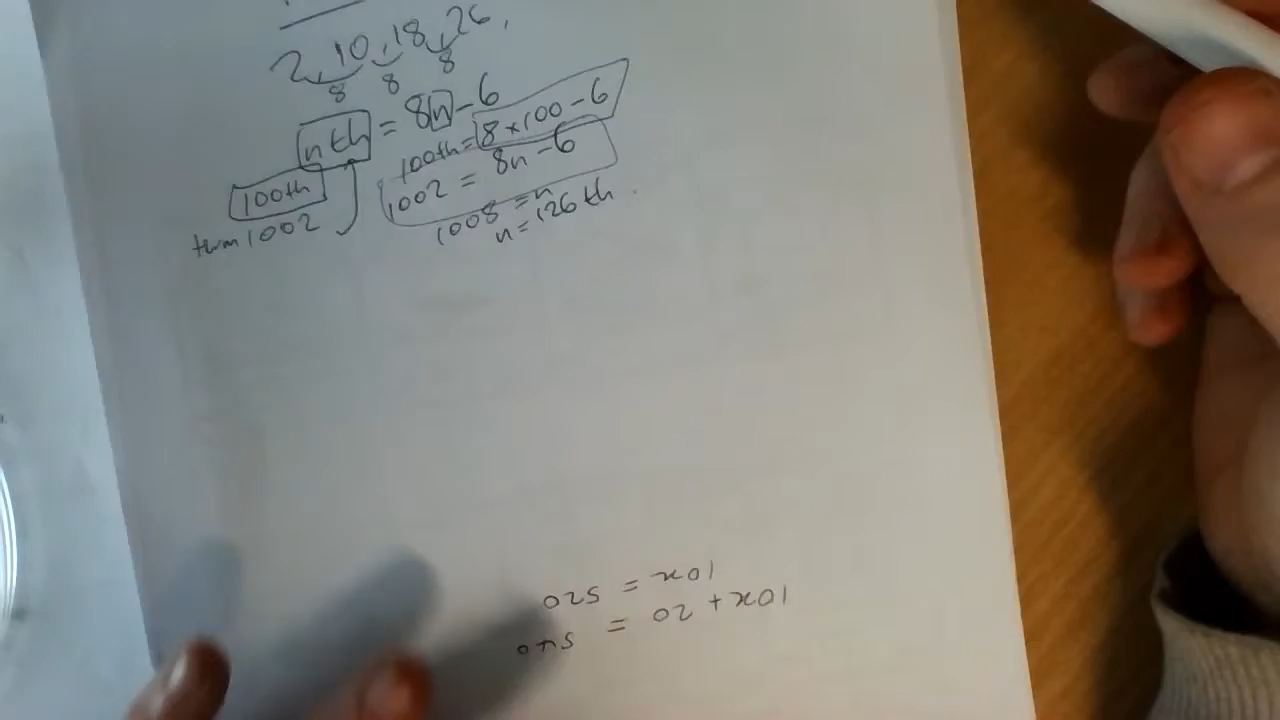 2, 10, 18, 26,
8 8 8
nth = 8n - 6
100th = 8×100 - 6
100th
1002 = 8n - 6
term 1002
1008 = n
n = 126th.
10x + 20 = 540
10x = 520